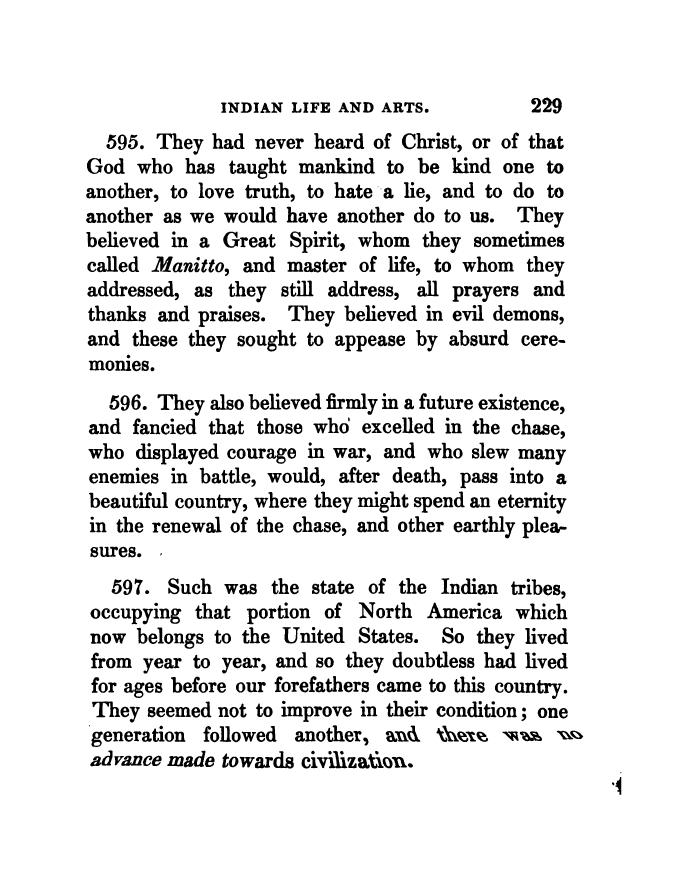 INDIAN LIFE AND ARTS. 229
595. They had never heard of Christ, or of that
God who has taught mankind to be kind one to
another, to love truth, to hate a lie, and to do to
another as we would have another do to us. They
believed in a Great Spirit, whom they sometimes
called Manitto, and master of life, to whom they
addressed, as they still address, all prayers and
thanks and praises. They believed in evil demons,
and these they sought to appease by absurd cere-
monies.
596. They also believed firmly in a future existence,
and fancied that those who excelled in the chase,
who displayed courage in war, and who slew many
enemies in battle, would, after death, pass into a
beautiful country, where they might spend an eternity
in the renewal of the chase, and other earthly plea-
sures.
597. Such was the state of the Indian tribes,
occupying that portion of North America which
now belongs to the United States. So they lived
from year to year, and so they doubtless had lived
for ages before our forefathers came to this country.
They seemed not to improve in their condition; one
generation followed another, and there was no
advance made towards civilization.